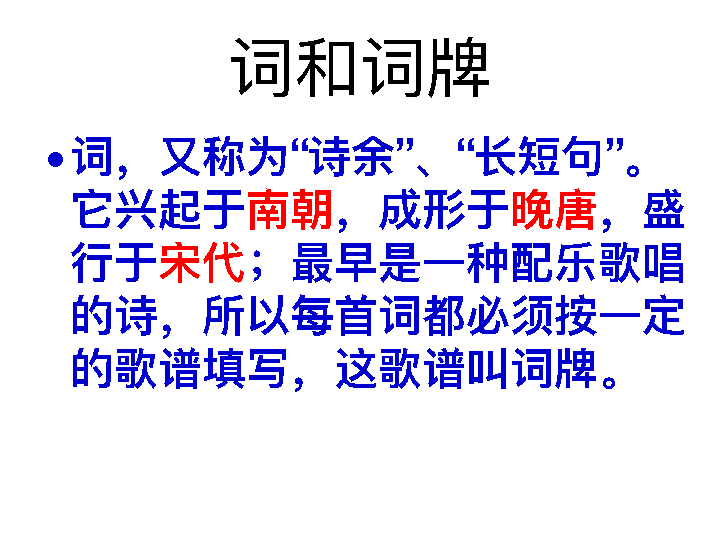 词和词牌
•词，又称为“诗余”、“长短句”。
它兴起于南朝，成形于晚唐，盛
行于宋代；最早是一种配乐歌唱
的诗，所以每首词都必须按一定
的歌谱填写，这歌谱叫词牌。